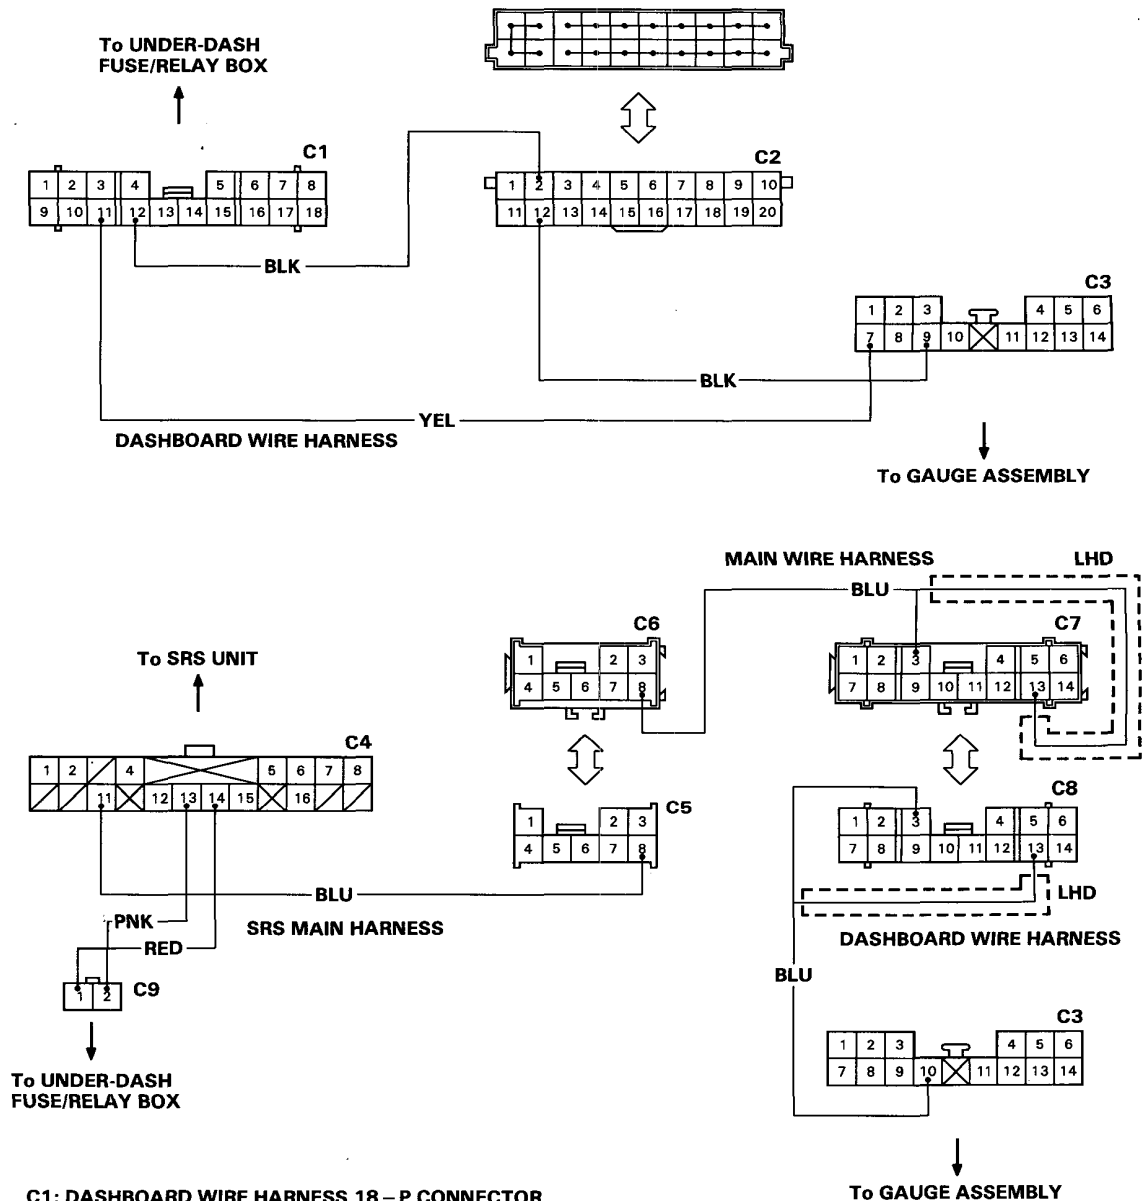 To UNDER-DASH
FUSE/RELAY BOX
C1
1 2 3 4 5 6 7 8
9 10 11 12 13 14 15 16 17 18
C2
1 2 3 4 5 6 7 8 9 10
11 12 13 14 15 16 17 18 19 20
BLK
C3
1 2 3 4 5 6
7 8 9 10 11 12 13 14
BLK
YEL
DASHBOARD WIRE HARNESS
To GAUGE ASSEMBLY
MAIN WIRE HARNESS
LHD
BLU
C6
1 2 3
4 5 6 7 8
C7
1 2 3 4 5 6
7 8 9 10 11 12 13 14
To SRS UNIT
C4
1 2 4 5 6 7 8
11 12 13 14 15 16
C5
1 2 3
4 5 6 7 8
C8
1 2 3 4 5 6
7 8 9 10 11 12 13 14
BLU
LHD
PNK
SRS MAIN HARNESS
RED
DASHBOARD WIRE HARNESS
BLU
C9
1 2
C3
1 2 3 4 5 6
7 8 9 10 11 12 13 14
To UNDER-DASH
FUSE/RELAY BOX
To GAUGE ASSEMBLY
C1: DASHBOARD WIRE HARNESS 18–P CONNECTOR